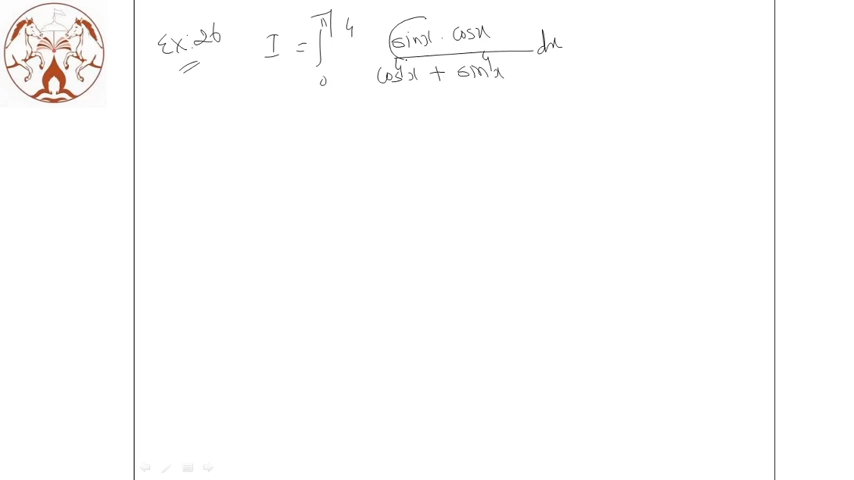 Ex:26 I = ∫₀^(π/4) (sinx · cosx)/(cos⁴x + sin⁴x) dx